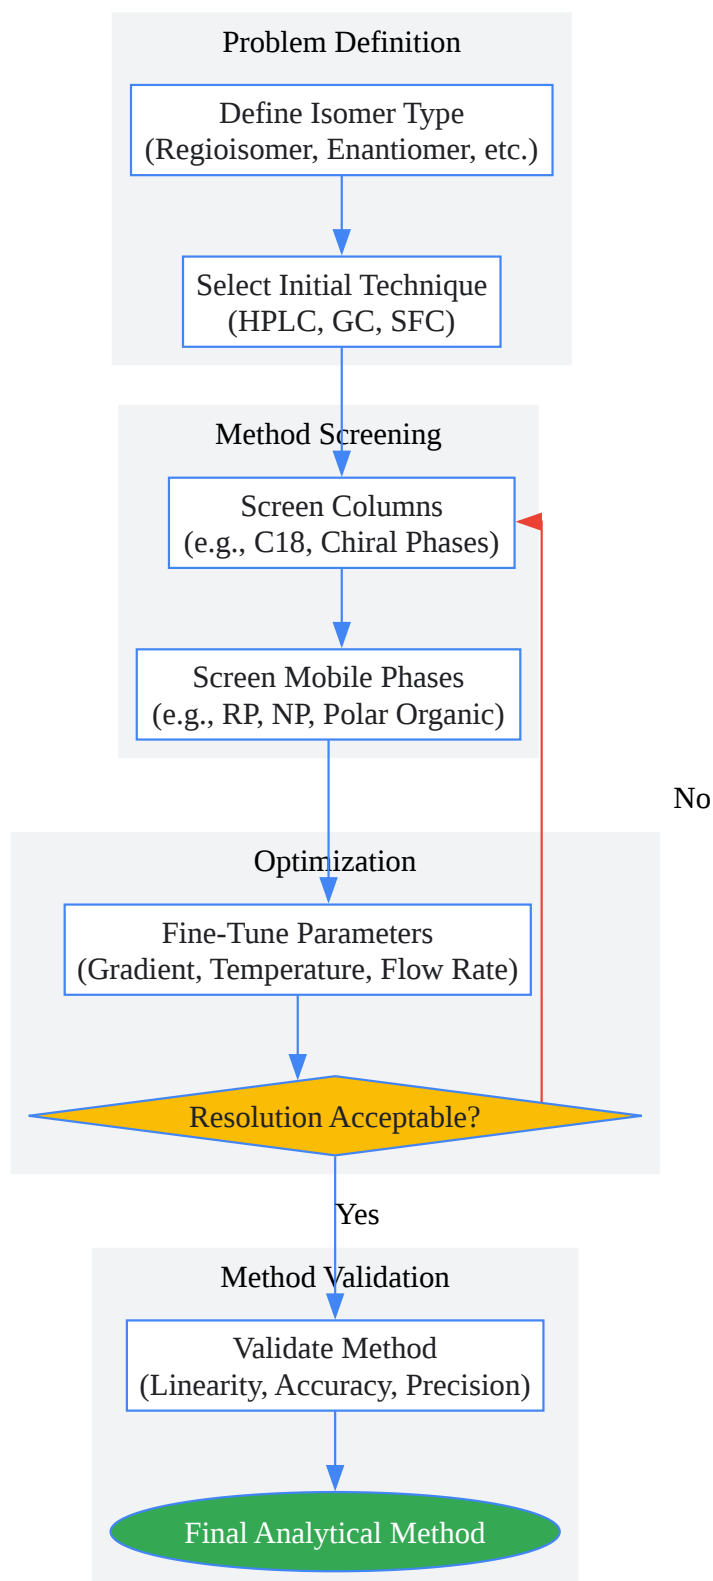 Problem Definition
Define Isomer Type
(Regioisomer, Enantiomer, etc.)
Select Initial Technique
(HPLC, GC, SFC)
Method Screening
Screen Columns
(e.g., C18, Chiral Phases)
Screen Mobile Phases
(e.g., RP, NP, Polar Organic)
No
Optimization
Fine-Tune Parameters
(Gradient, Temperature, Flow Rate)
Resolution Acceptable?
Yes
Method Validation
Validate Method
(Linearity, Accuracy, Precision)
Final Analytical Method